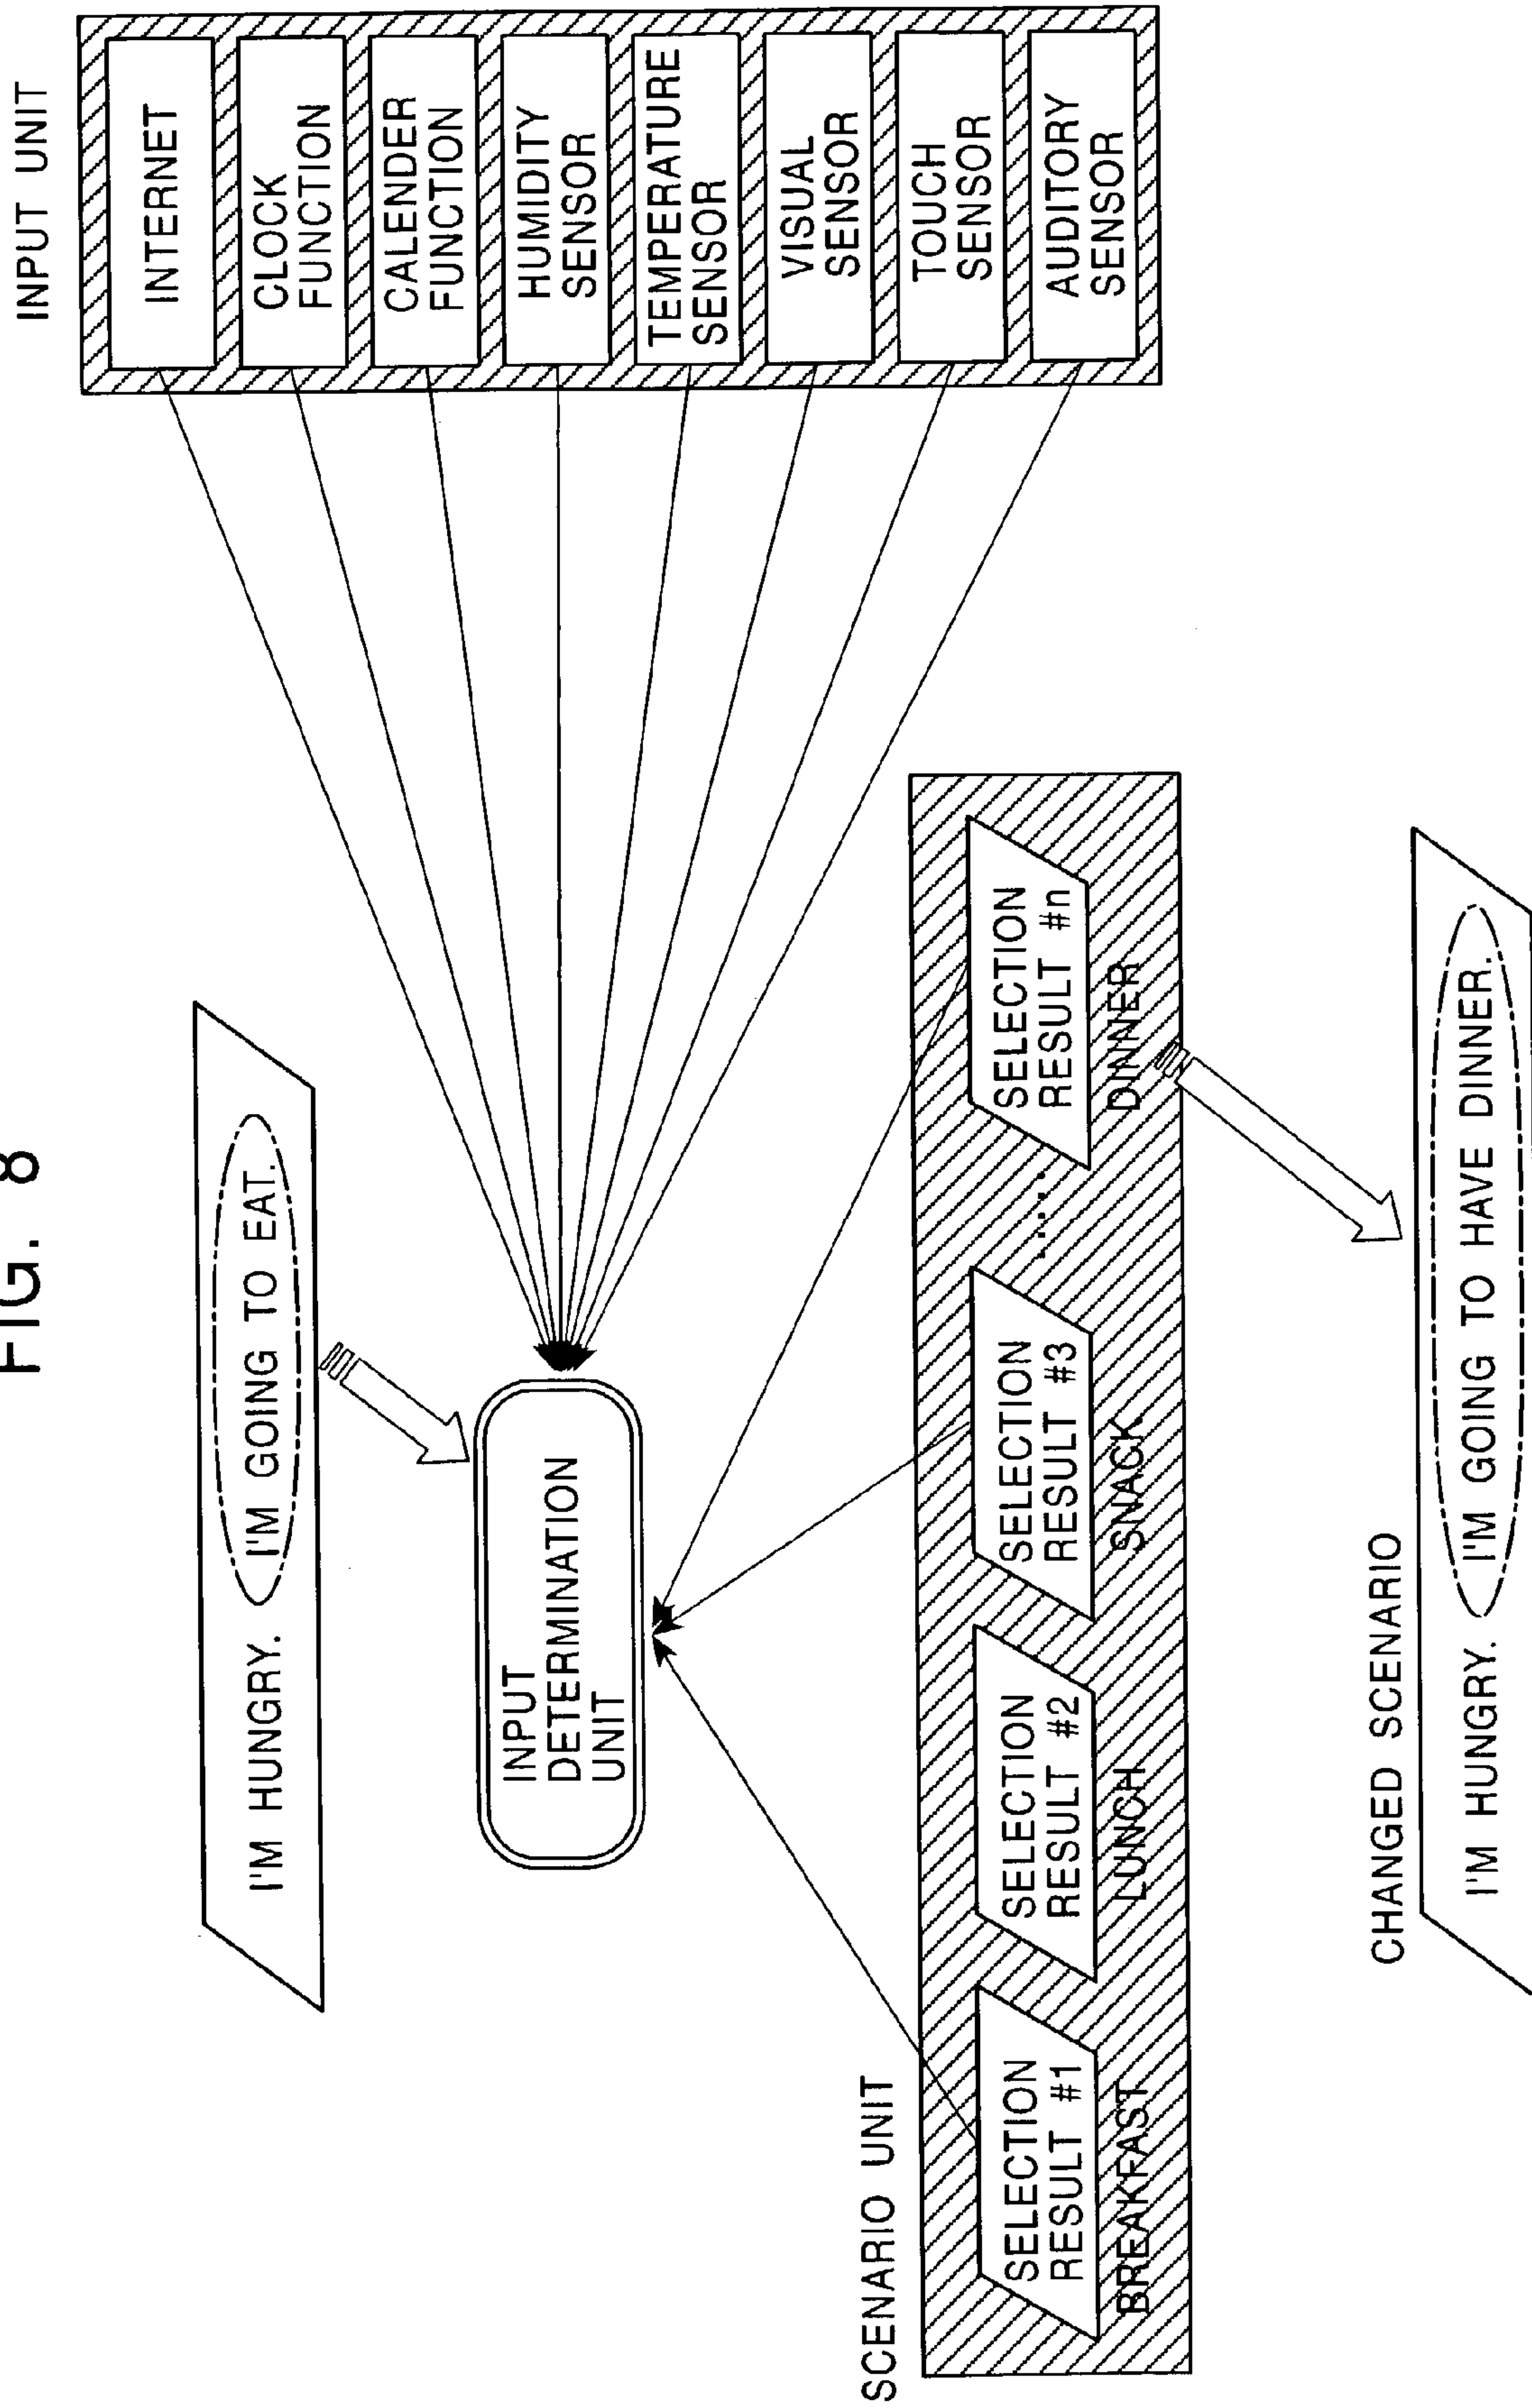 FIG. 8
I'M HUNGRY. I'M GOING TO EAT.
INPUT
DETERMINATION
UNIT
INPUT UNIT
INTERNET
CLOCK
FUNCTION
CALENDER
FUNCTION
HUMIDITY
SENSOR
TEMPERATURE
SENSOR
VISUAL
SENSOR
TOUCH
SENSOR
AUDITORY
SENSOR
SCENARIO UNIT
SELECTION
RESULT #1
BREAKFAST
SELECTION
RESULT #2
LUNCH
SELECTION
RESULT #3
SNACK
.....
SELECTION
RESULT #n
DINNER
CHANGED SCENARIO
I'M HUNGRY. I'M GOING TO HAVE DINNER.